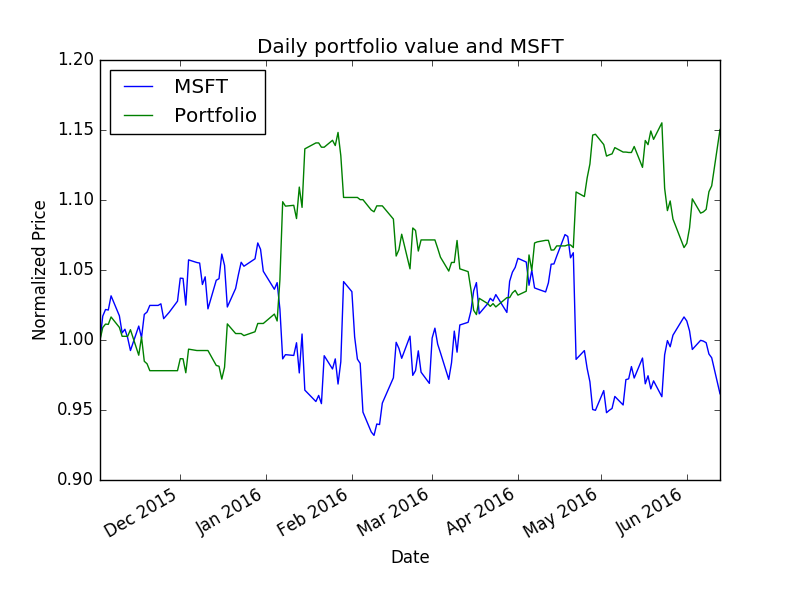 Daily portfolio value and MSFT
MSFT
Portfolio
1.20
1.15
1.10
1.05
1.00
0.95
0.90
Normalized Price
Dec 2015
Jan 2016
Feb 2016
Mar 2016
Apr 2016
May 2016
Jun 2016
Date